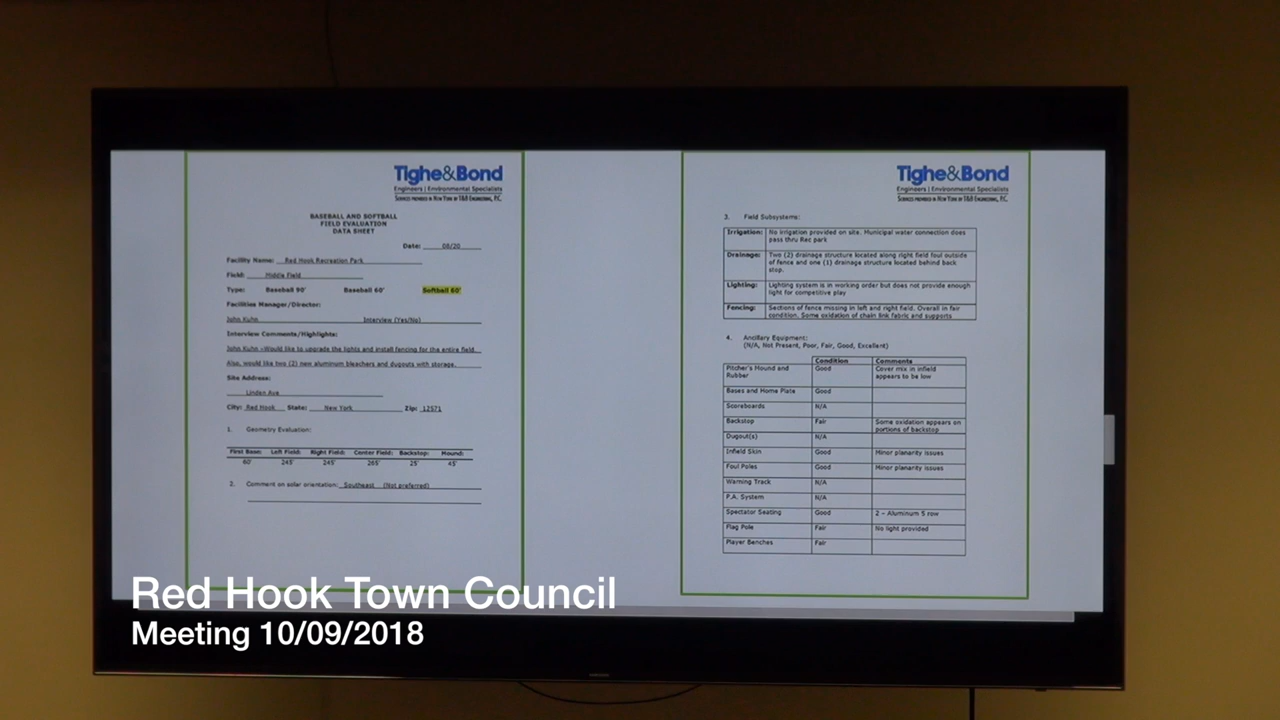 Tighe&Bond
Engineers | Environmental Specialists
SERVICES PROVIDED IN NEW YORK BY T&B ENGINEERING, P.C.
BASEBALL AND SOFTBALL
FIELD EVALUATION
DATA SHEET
Date: 08/20
Facility Name: Red Hook Recreation Park
Field: Middle Field
Type: Baseball 90' Baseball 60' Softball 60'
Facilities Manager/Director:
John Kuhn Interview (Yes/No)
Interview Comments/Highlights:
John Kuhn -Would like to upgrade the lights and install fencing for the entire field.
Also, would like two (2) new aluminum bleachers and dugouts with storage.
Site Address:
Linden Ave
City: Red Hook State: New York Zip: 12571
1. Geometry Evaluation:
First Base: Left Field: Right Field: Center Field: Backstop: Mound:
60' 245' 245' 265' 25' 45'
2. Comment on solar orientation: Southeast (Not preferred)
Tighe&Bond
Engineers | Environmental Specialists
SERVICES PROVIDED IN NEW YORK BY T&B ENGINEERING, P.C.
3. Field Subsystems:
Irrigation: No irrigation provided on site. Municipal water connection does
pass thru Rec park
Drainage: Two (2) drainage structure located along right field foul outside
of fence and one (1) drainage structure located behind back
stop.
Lighting: Lighting system is in working order but does not provide enough
light for competitive play
Fencing: Sections of fence missing in left and right field. Overall in fair
condition. Some oxidation of chain link fabric and supports
4. Ancillary Equipment:
(N/A, Not Present, Poor, Fair, Good, Excellent)
Condition Comments
Pitcher's Mound and Good Cover mix in infield
Rubber appears to be low
Bases and Home Plate Good
Scoreboards N/A
Backstop Fair Some oxidation appears on
portions of backstop
Dugout(s) N/A
Infield Skin Good Minor planarity issues
Foul Poles Good Minor planarity issues
Warning Track N/A
P.A. System N/A
Spectator Seating Good 2 – Aluminum 5 row
Flag Pole Fair No light provided
Player Benches Fair
Red Hook Town Council
Meeting 10/09/2018